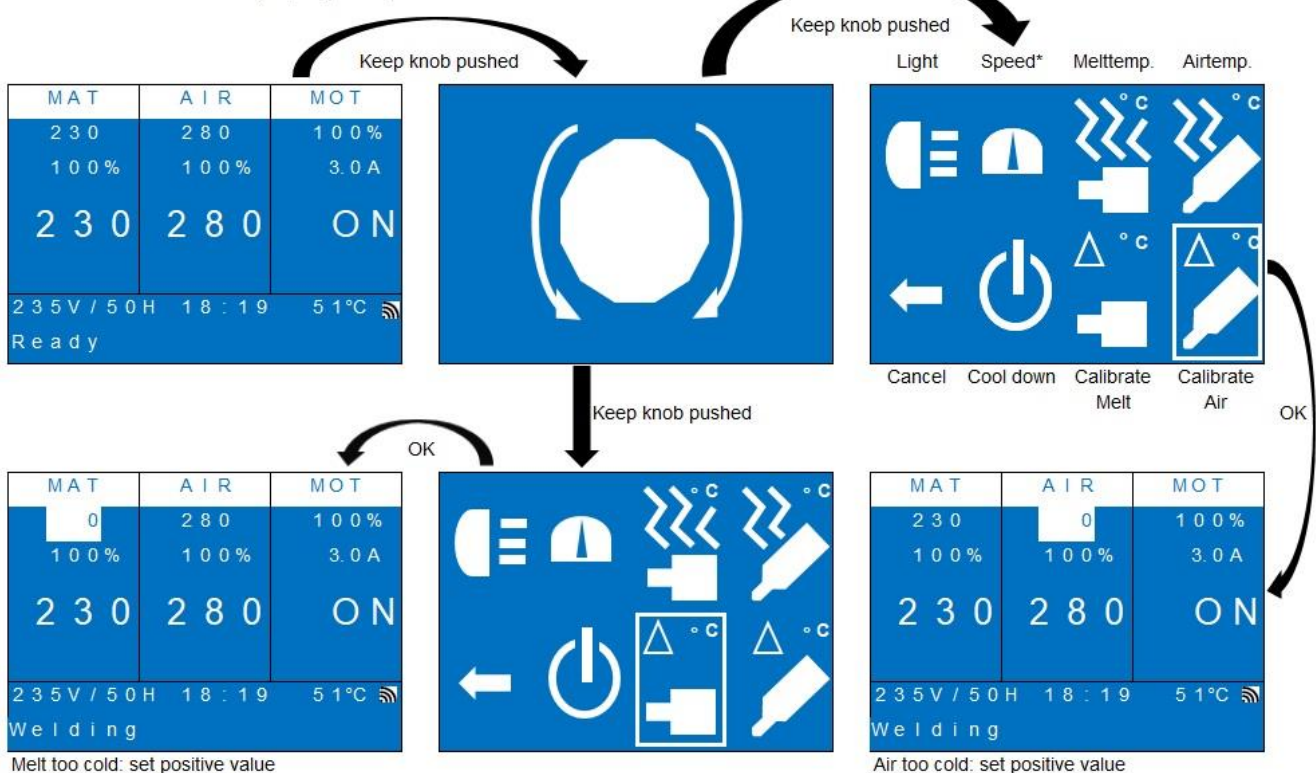 Keep knob pushed
Keep knob pushed
Light Speed* Melttemp. Airtemp.
MAT AIR MOT
230 280 100%
100% 100% 3.0A
230 280 ON
235V/50H 18:19 51°C
Ready
°C °C
°C °C
Cancel Cool down Calibrate Melt Calibrate Air
OK
Keep knob pushed
OK
MAT AIR MOT
0 280 100%
100% 100% 3.0A
230 280 ON
235V/50H 18:19 51°C
Welding
Melt too cold: set positive value
°C °C
°C °C
MAT AIR MOT
230 0 100%
100% 100% 3.0A
230 280 ON
235V/50H 18:19 51°C
Welding
Air too cold: set positive value